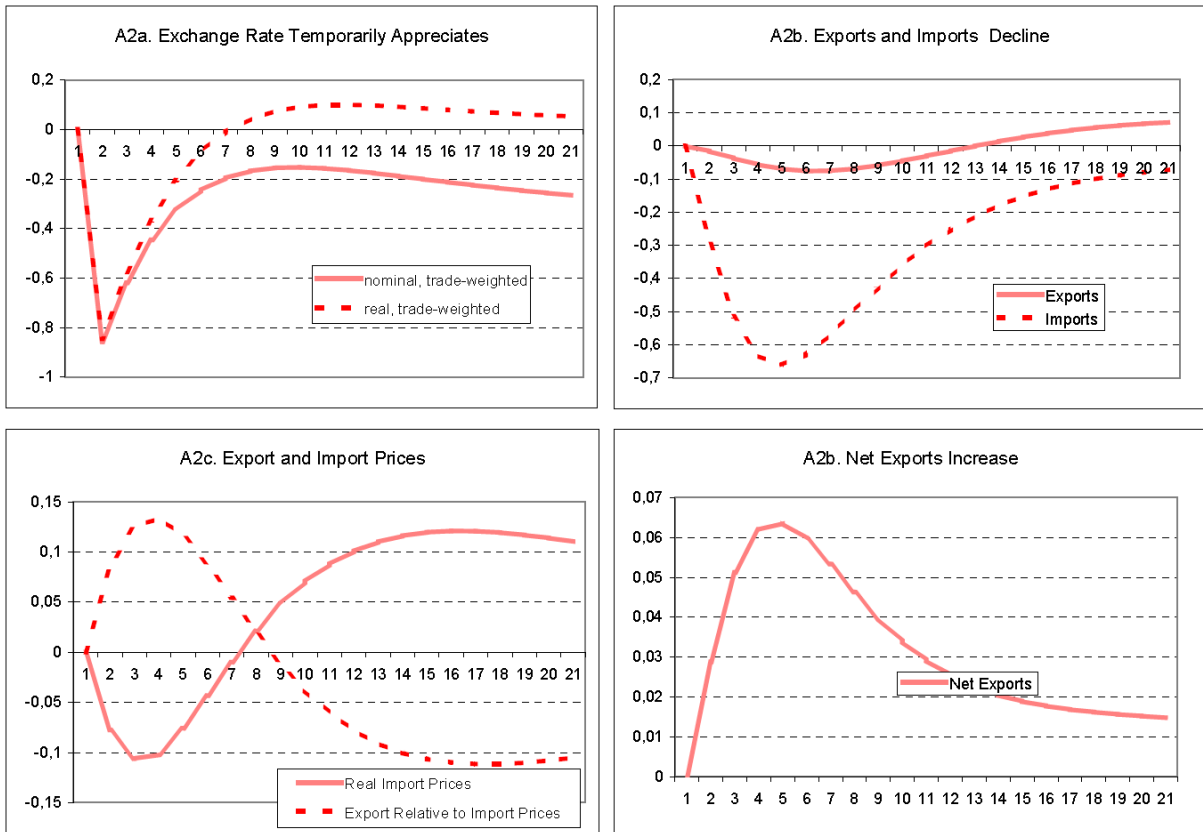 A2a. Exchange Rate Temporarily Appreciates
0,2
0
-0,2
-0,4
-0,6
-0,8
-1
1 2 3 4 5 6 7 8 9 10 11 12 13 14 15 16 17 18 19 20 21
nominal, trade-weighted
real, trade-weighted
A2b. Exports and Imports Decline
0,2
0,1
0
-0,1
-0,2
-0,3
-0,4
-0,5
-0,6
-0,7
1 2 3 4 5 6 7 8 9 10 11 12 13 14 15 16 17 18 19 20 21
Exports
Imports
A2c. Export and Import Prices
0,15
0,1
0,05
0
-0,05
-0,1
-0,15
1 2 3 4 5 6 7 8 9 10 11 12 13 14 15 16 17 18 19 20 21
Real Import Prices
Export Relative to Import Prices
A2b. Net Exports Increase
0,07
0,06
0,05
0,04
0,03
0,02
0,01
0
1 2 3 4 5 6 7 8 9 10 11 12 13 14 15 16 17 18 19 20 21
Net Exports